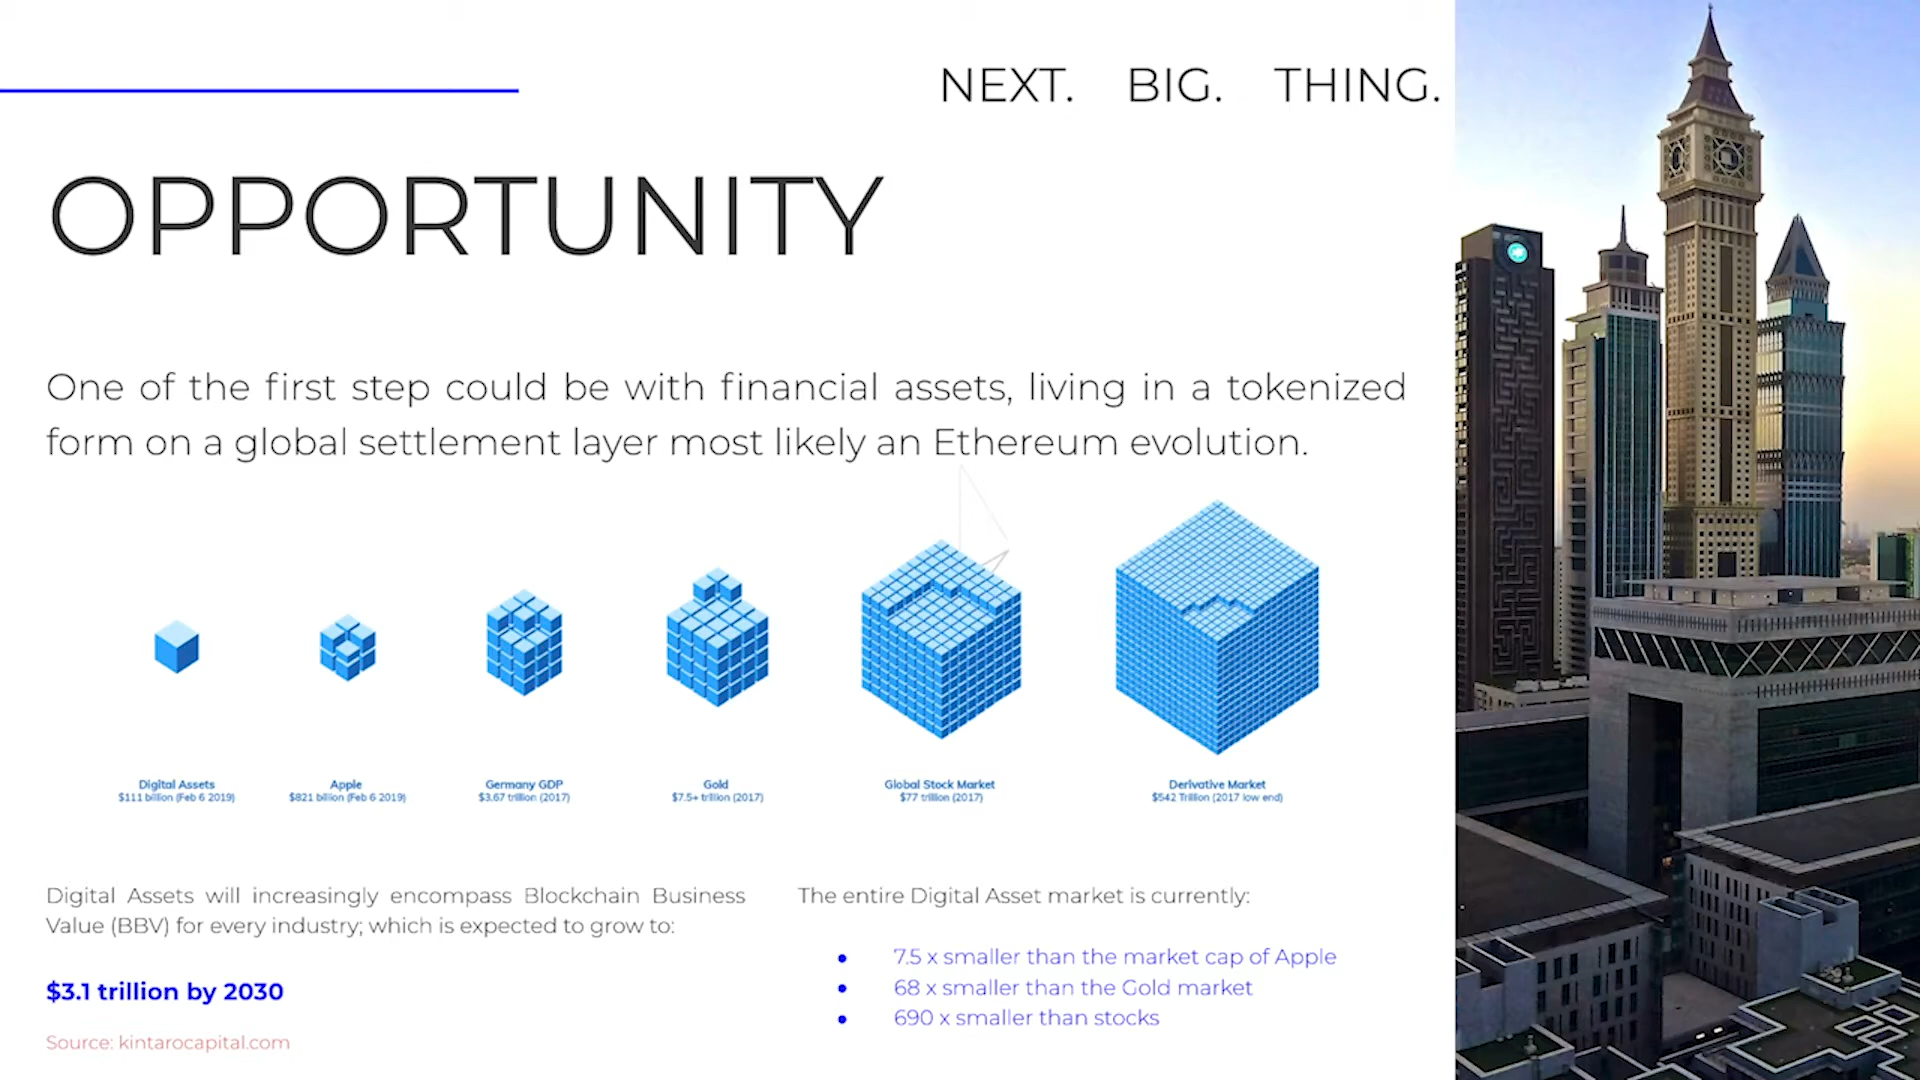 NEXT. BIG. THING.
OPPORTUNITY
One of the first step could be with financial assets, living in a tokenized
form on a global settlement layer most likely an Ethereum evolution.
Digital Assets
$111 billion (Feb 6 2019)
Apple
$821 billion (Feb 6 2019)
Germany GDP
$3.67 trillion (2017)
Gold
$7.5+ trillion (2017)
Global Stock Market
$77 trillion (2017)
Derivative Market
$542 Trillion (2017 low end)
Digital Assets will increasingly encompass Blockchain Business
Value (BBV) for every industry; which is expected to grow to:
$3.1 trillion by 2030
Source: kintarocapital.com
The entire Digital Asset market is currently:
● 7.5 x smaller than the market cap of Apple
● 68 x smaller than the Gold market
● 690 x smaller than stocks